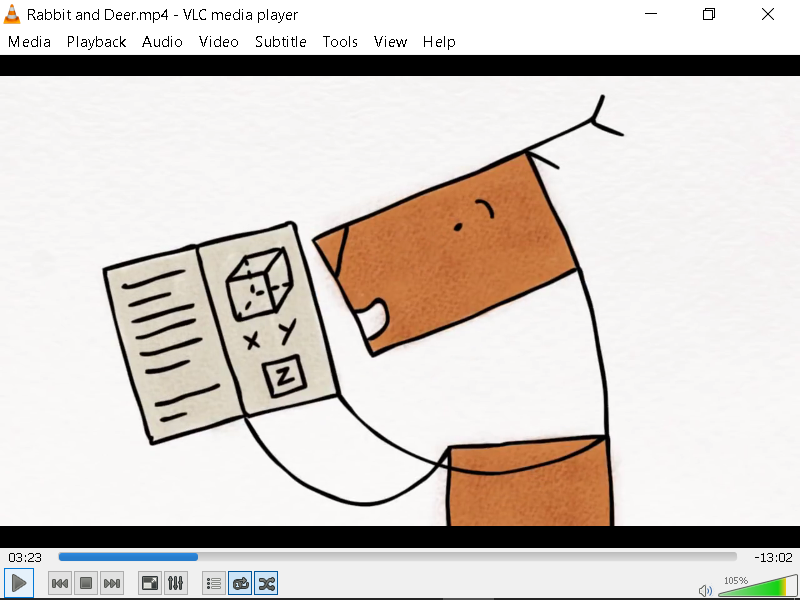 Rabbit and Deer.mp4 - VLC media player
Media Playback Audio Video Subtitle Tools View Help
X Y
Z
03:23
-13:02
105%